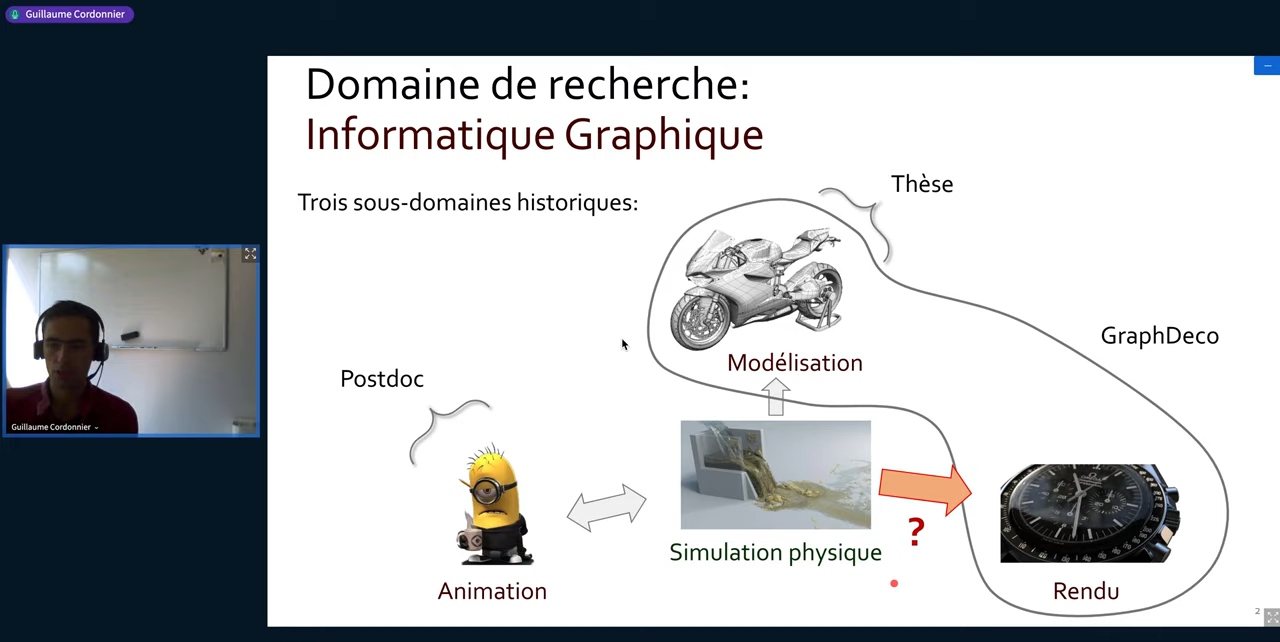 Guillaume Cordonnier
Domaine de recherche:
Informatique Graphique
Trois sous-domaines historiques:
Thèse
GraphDeco
Modélisation
Postdoc
Guillaume Cordonnier
?
Simulation physique
Animation
Rendu
2